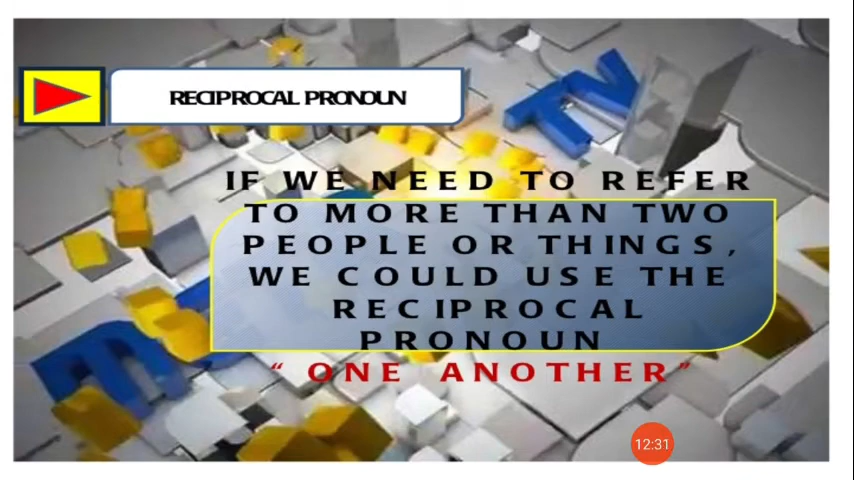 RECIPROCAL PRONOUN
IF WE NEED TO REFER
TO MORE THAN TWO
PEOPLE OR THINGS,
WE COULD USE THE
RECIPROCAL
PRONOUN
“ ONE ANOTHER”
12:31